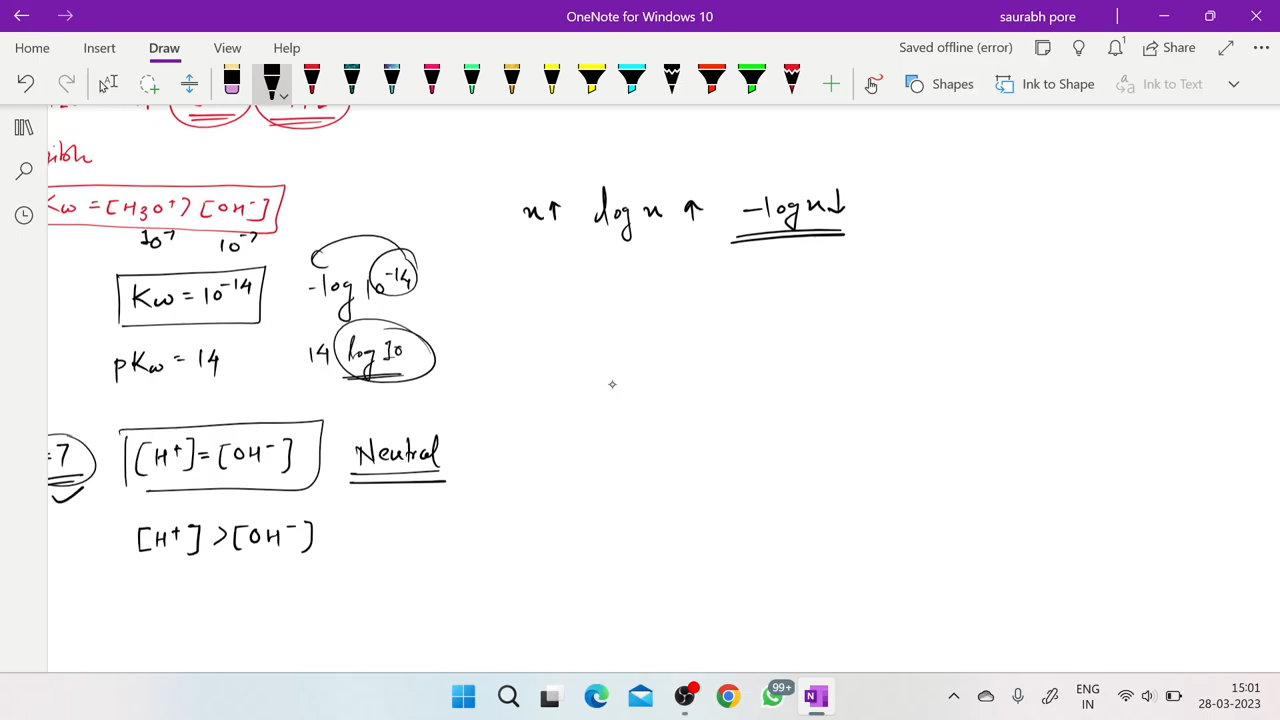 OneNote for Windows 10
saurabh pore
Home Insert Draw View Help
Saved offline (error)
1
Share
Shapes
Ink to Shape
Ink to Text
Kw = [H3O+] [OH-]
10-7 10-7
x↑ log x ↑ -log x↓
-log 10-14
Kw = 10-14
pKw = 14
14 log 10
=7 [H+] = [OH-] Neutral
[H+] > [OH-]
99+
ENG
IN
15:01
28-03-2023